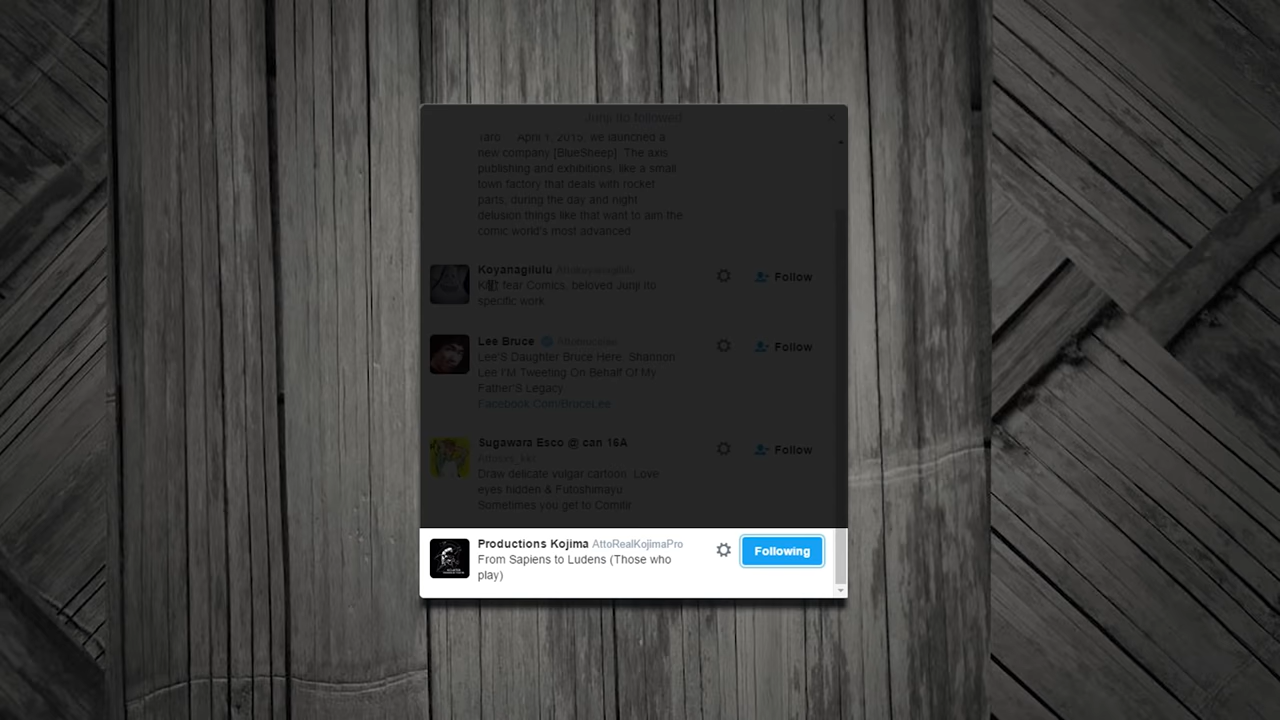 Junji Ito followed ×
Taro April 1, 2015, we launched a
new company [BlueSheep]. The axis
publishing and exhibitions, like a small
town factory that deals with rocket
parts, during the day and night
delusion things like that want to aim the
comic world's most advanced
Koyanagilulu
Follow
fear Comics, beloved Junji ito
specific work
Lee Bruce
Follow
Lee'S Daughter Bruce Here, Shannon
Lee I'M Tweeting On Behalf Of My
Father'S Legacy.
Facebook.Com/BruceLee
Sugawara Esco @ can 16A
Follow
Draw delicate vulgar cartoon. Love
eyes hidden & Futoshimayu
Sometimes you get to Comitir
Productions Kojima AttoRealKojimaPro
Following
From Sapiens to Ludens (Those who
play)